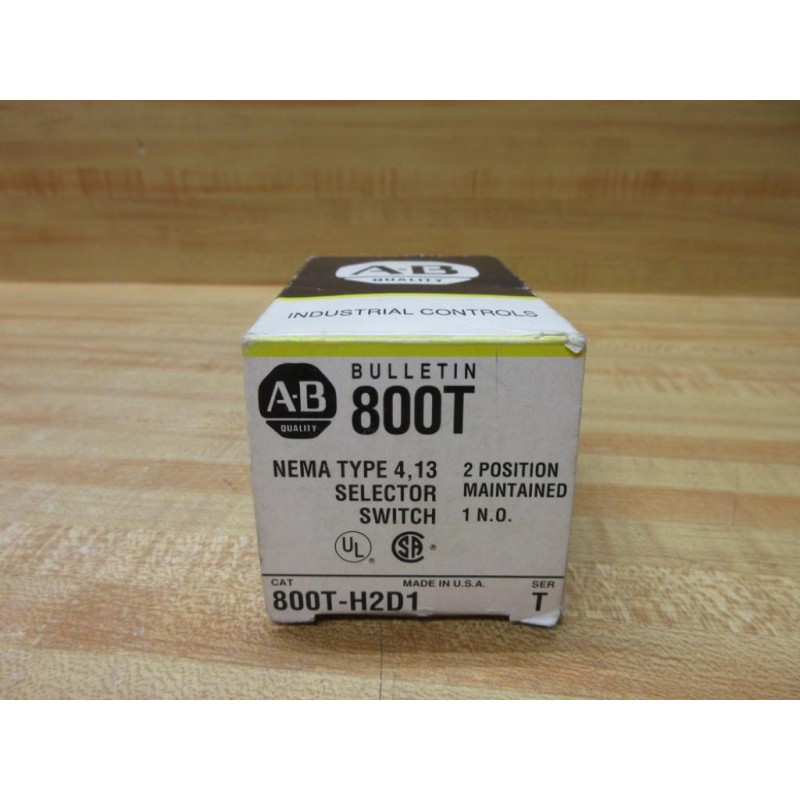 A-B
QUALITY
INDUSTRIAL CONTROLS
A-B
QUALITY
BULLETIN
800T
NEMA TYPE 4,13
SELECTOR
SWITCH
2 POSITION
MAINTAINED
1 N.O.
UL ®
SA ®
CAT
MADE IN U.S.A.
SER
800T-H2D1
T